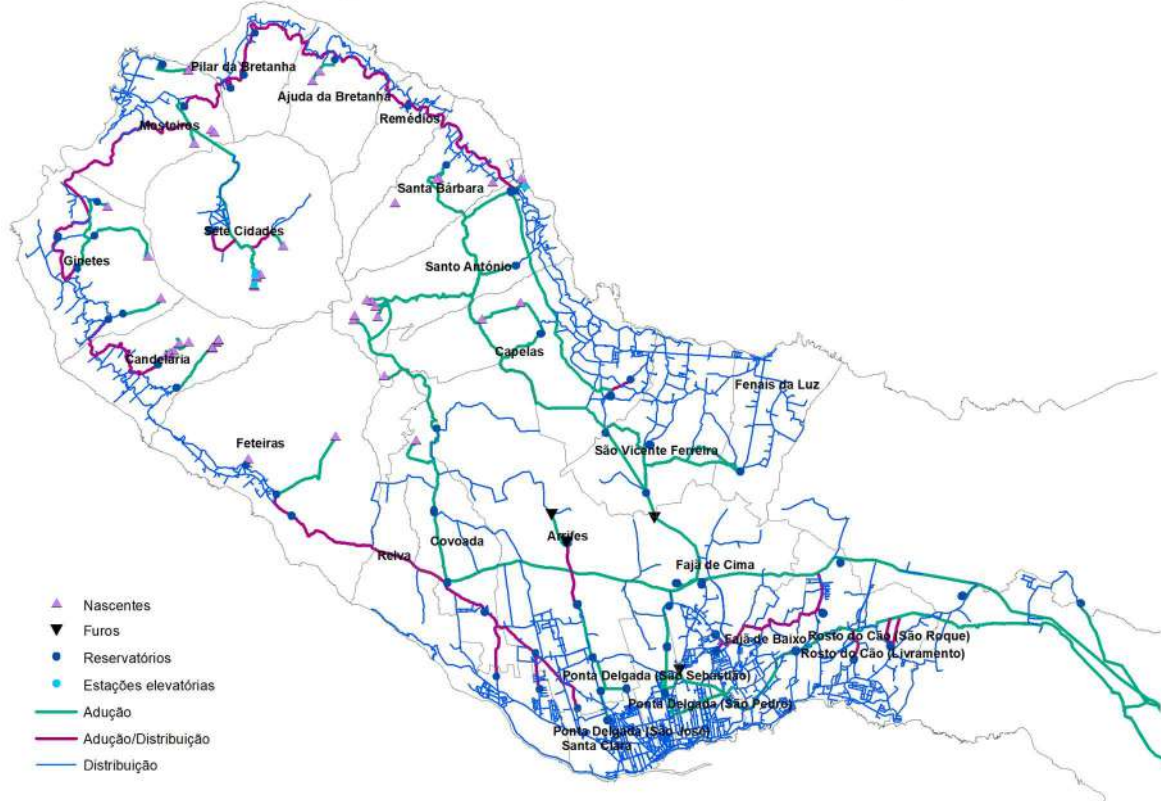 Pilar da Bretanha
Ajuda da Bretanha
Remédios
Mosteiros
Santa Bárbara
Sete Cidades
Ginetes
Santo António
Capelas
Candelária
Fenais da Luz
Feteiras
São Vicente Ferreira
Arrifes
Covoada
Relva
Fajã de Cima
Fajã de Baixo
Rosto do Cão (São Roque)
Rosto do Cão (Livramento)
Ponta Delgada (São Sebastião)
Ponta Delgada (São Pedro)
Ponta Delgada (São José)
Santa Clara
Nascentes
Furos
Reservatórios
Estações elevatórias
Adução
Adução/Distribuição
Distribuição